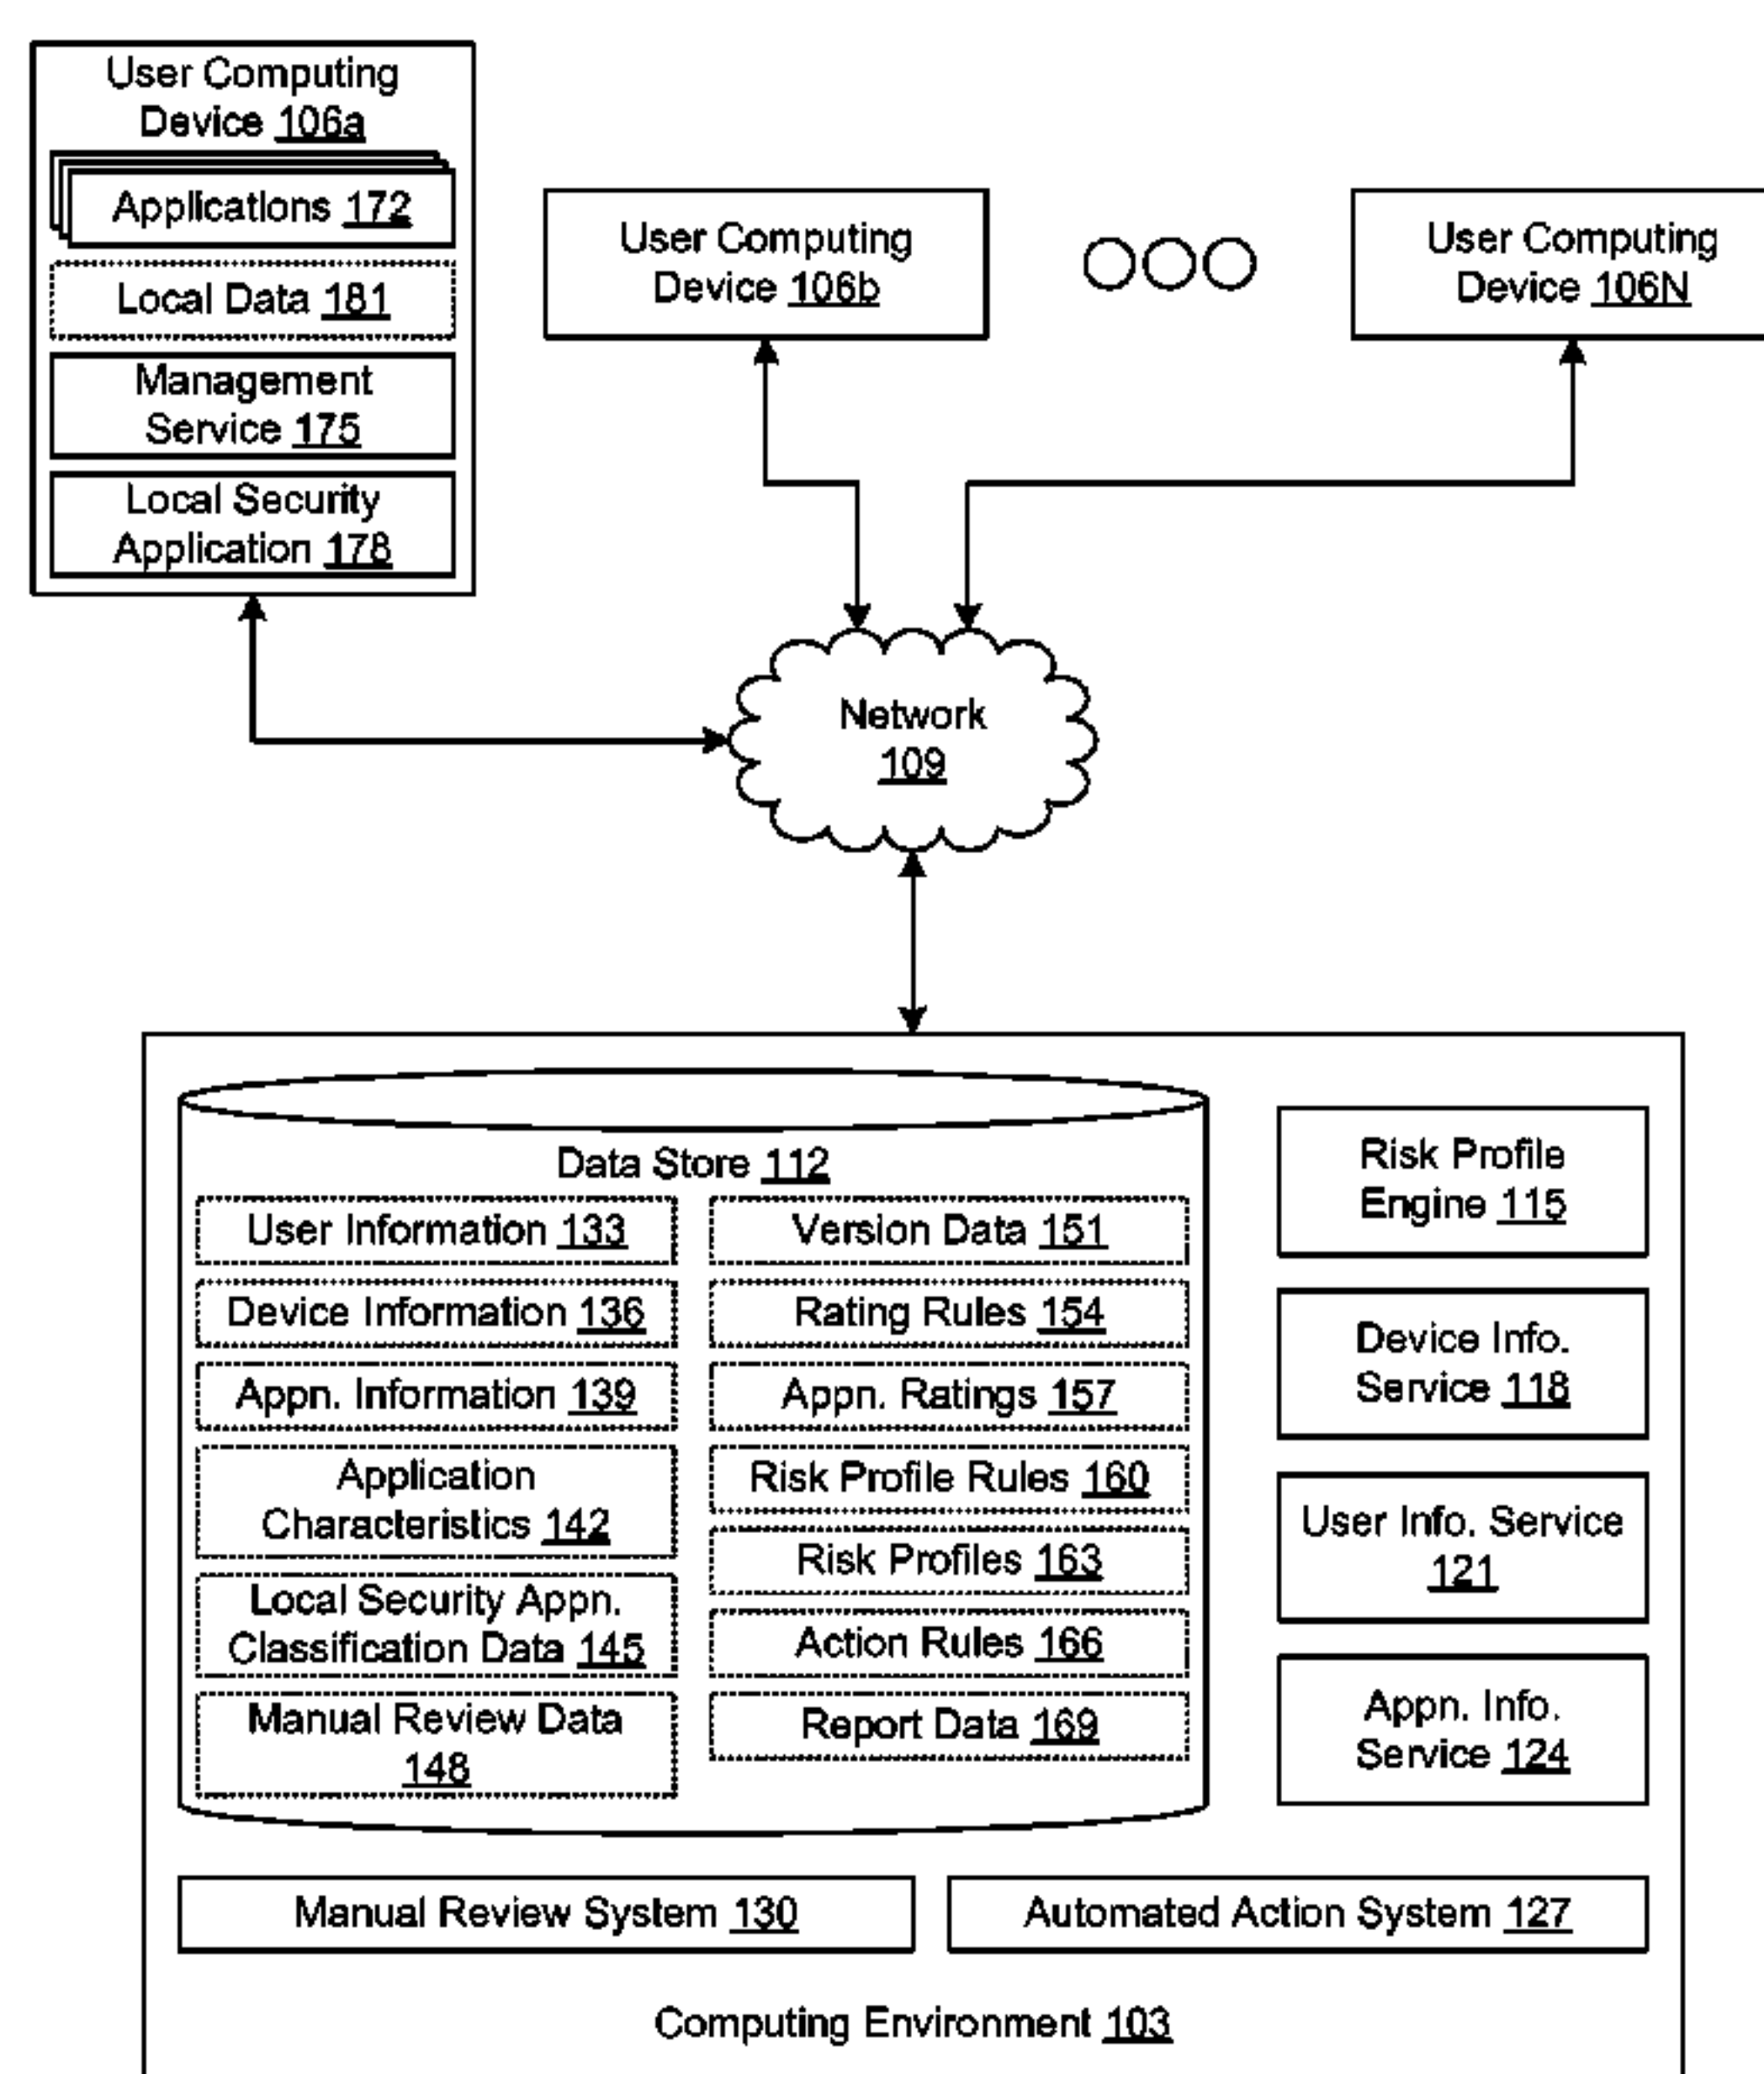 User Computing
Device 106a
Applications 172
Local Data 181
Management
Service 175
Local Security
Application 178
User Computing
Device 106b
User Computing
Device 106N
Network
109
Data Store 112
User Information 133
Device Information 136
Appn. Information 139
Application
Characteristics 142
Local Security Appn.
Classification Data 145
Manual Review Data
148
Version Data 151
Rating Rules 154
Appn. Ratings 157
Risk Profile Rules 160
Risk Profiles 163
Action Rules 166
Report Data 169
Risk Profile
Engine 115
Device Info.
Service 118
User Info. Service
121
Appn. Info.
Service 124
Manual Review System 130
Automated Action System 127
Computing Environment 103